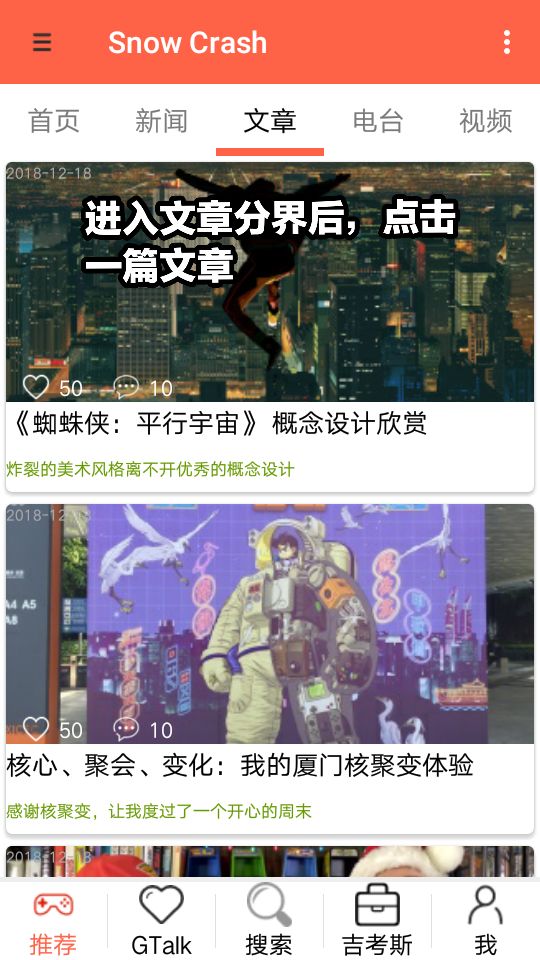 Snow Crash
首页 新闻 文章 电台 视频
2018-12-18
进入文章分界后，点击
一篇文章
50 10
《蜘蛛侠：平行宇宙》概念设计欣赏
炸裂的美术风格离不开优秀的概念设计
2018-12-18
A4 A5
50 10
核心、聚会、变化：我的厦门核聚变体验
感谢核聚变，让我度过了一个开心的周末
2018-12-18
推荐 GTalk 搜索 吉考斯 我